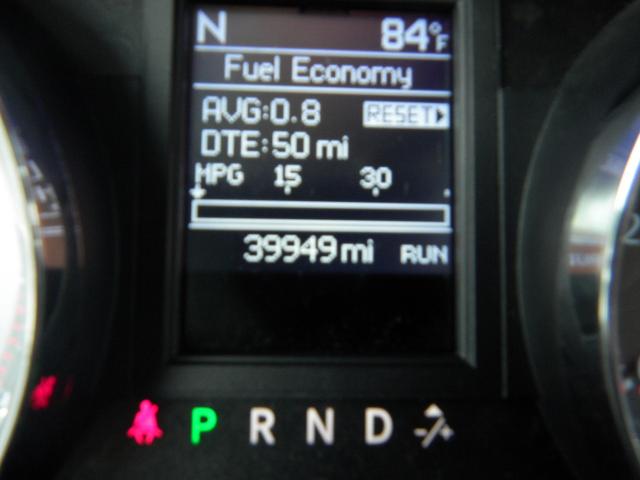 N 84°F
Fuel Economy
AVG:0.8 RESET
DTE:50 mi
MPG 15 30
39949 mi RUN
P R N D -/+